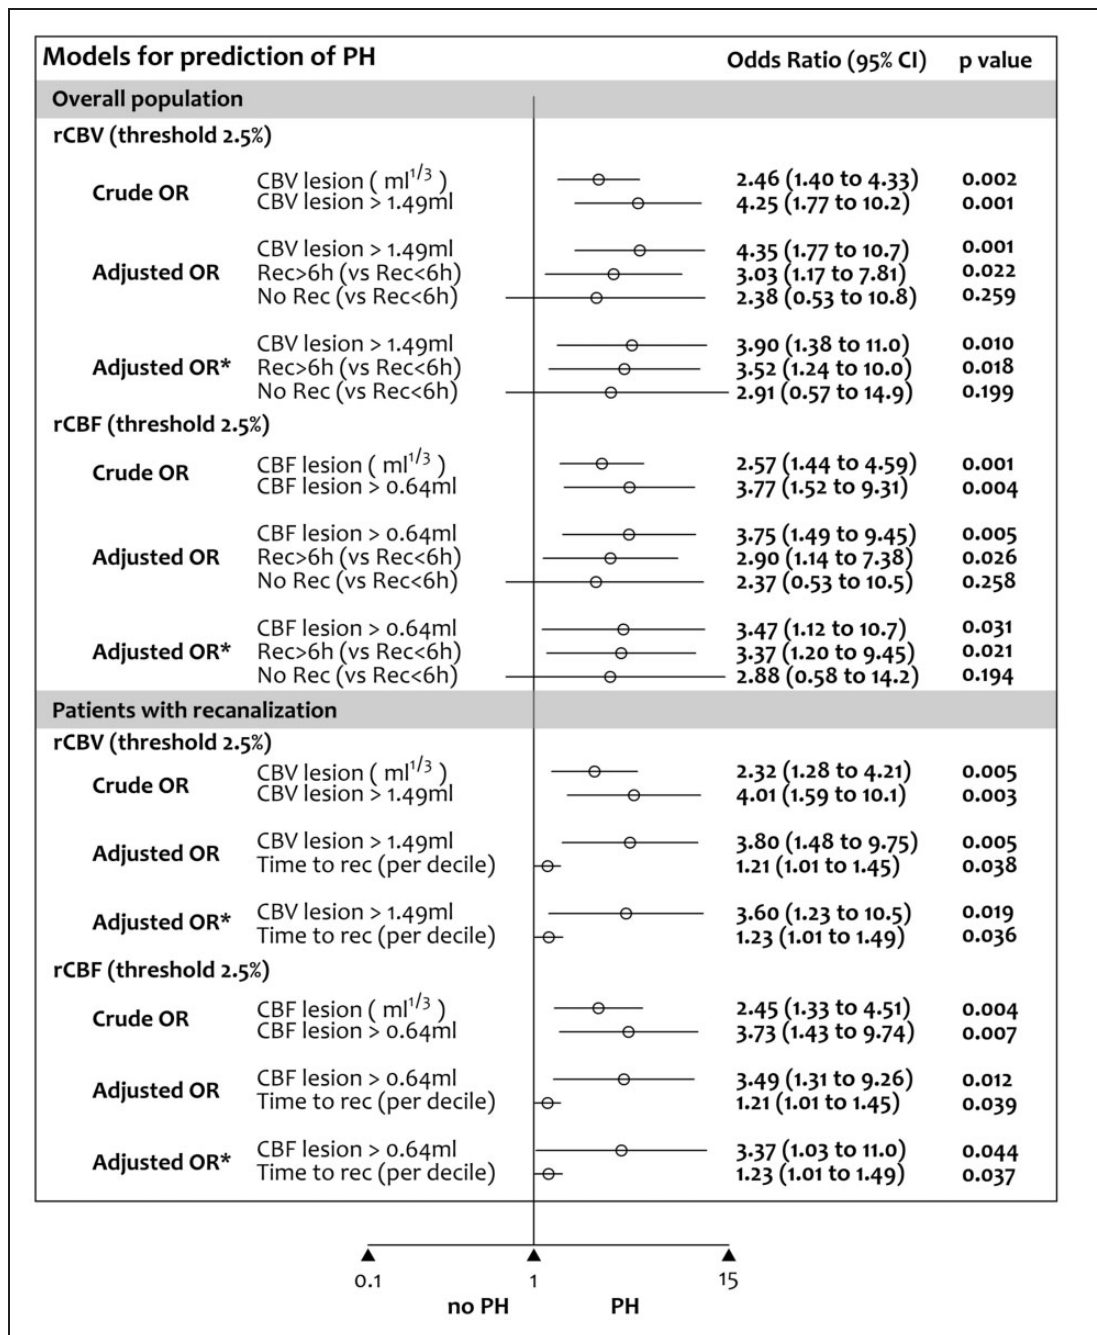 Models for prediction of PH Odds Ratio (95% CI) p value
Overall population
rCBV (threshold 2.5%)
Crude OR
CBV lesion ( ml^1/3 ) 2.46 (1.40 to 4.33) 0.002
CBV lesion > 1.49ml 4.25 (1.77 to 10.2) 0.001
Adjusted OR
CBV lesion > 1.49ml 4.35 (1.77 to 10.7) 0.001
Rec>6h (vs Rec<6h) 3.03 (1.17 to 7.81) 0.022
No Rec (vs Rec<6h) 2.38 (0.53 to 10.8) 0.259
Adjusted OR*
CBV lesion > 1.49ml 3.90 (1.38 to 11.0) 0.010
Rec>6h (vs Rec<6h) 3.52 (1.24 to 10.0) 0.018
No Rec (vs Rec<6h) 2.91 (0.57 to 14.9) 0.199
rCBF (threshold 2.5%)
Crude OR
CBF lesion ( ml^1/3 ) 2.57 (1.44 to 4.59) 0.001
CBF lesion > 0.64ml 3.77 (1.52 to 9.31) 0.004
Adjusted OR
CBF lesion > 0.64ml 3.75 (1.49 to 9.45) 0.005
Rec>6h (vs Rec<6h) 2.90 (1.14 to 7.38) 0.026
No Rec (vs Rec<6h) 2.37 (0.53 to 10.5) 0.258
Adjusted OR*
CBF lesion > 0.64ml 3.47 (1.12 to 10.7) 0.031
Rec>6h (vs Rec<6h) 3.37 (1.20 to 9.45) 0.021
No Rec (vs Rec<6h) 2.88 (0.58 to 14.2) 0.194
Patients with recanalization
rCBV (threshold 2.5%)
Crude OR
CBV lesion ( ml^1/3 ) 2.32 (1.28 to 4.21) 0.005
CBV lesion > 1.49ml 4.01 (1.59 to 10.1) 0.003
Adjusted OR
CBV lesion > 1.49ml 3.80 (1.48 to 9.75) 0.005
Time to rec (per decile) 1.21 (1.01 to 1.45) 0.038
Adjusted OR*
CBV lesion > 1.49ml 3.60 (1.23 to 10.5) 0.019
Time to rec (per decile) 1.23 (1.01 to 1.49) 0.036
rCBF (threshold 2.5%)
Crude OR
CBF lesion ( ml^1/3 ) 2.45 (1.33 to 4.51) 0.004
CBF lesion > 0.64ml 3.73 (1.43 to 9.74) 0.007
Adjusted OR
CBF lesion > 0.64ml 3.49 (1.31 to 9.26) 0.012
Time to rec (per decile) 1.21 (1.01 to 1.45) 0.039
Adjusted OR*
CBF lesion > 0.64ml 3.37 (1.03 to 11.0) 0.044
Time to rec (per decile) 1.23 (1.01 to 1.49) 0.037
0.1 1 15
no PH PH